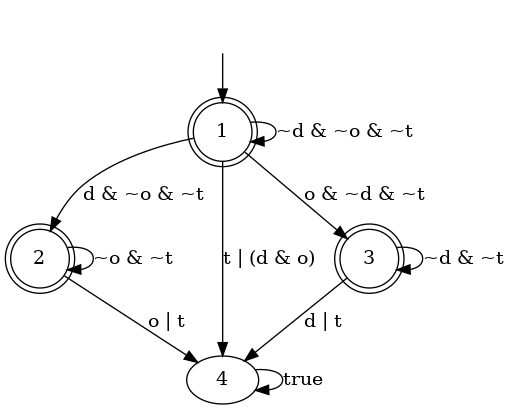 1
~d & ~o & ~t
d & ~o & ~t
o & ~d & ~t
2
~o & ~t
t | (d & o)
3
~d & ~t
o | t
d | t
4
true